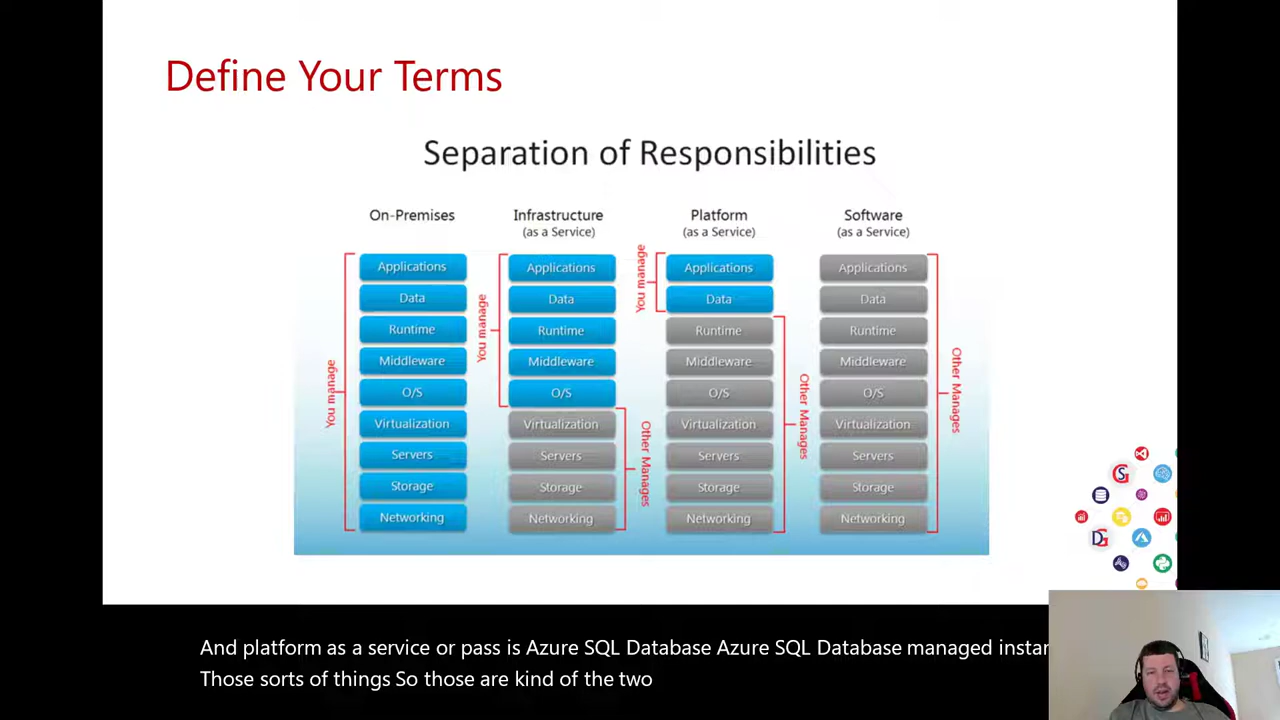 Define Your Terms
Separation of Responsibilities
On-Premises
Infrastructure
(as a Service)
Platform
(as a Service)
Software
(as a Service)
You manage
Applications
Data
Runtime
Middleware
O/S
Virtualization
Servers
Storage
Networking
You manage
Applications
Data
Runtime
Middleware
O/S
Virtualization
Servers
Storage
Networking
Other Manages
You manage
Applications
Data
Runtime
Middleware
O/S
Virtualization
Servers
Storage
Networking
Other Manages
Applications
Data
Runtime
Middleware
O/S
Virtualization
Servers
Storage
Networking
Other Manages
And platform as a service or pass is Azure SQL Database Azure SQL Database managed instan
Those sorts of things So those are kind of the two